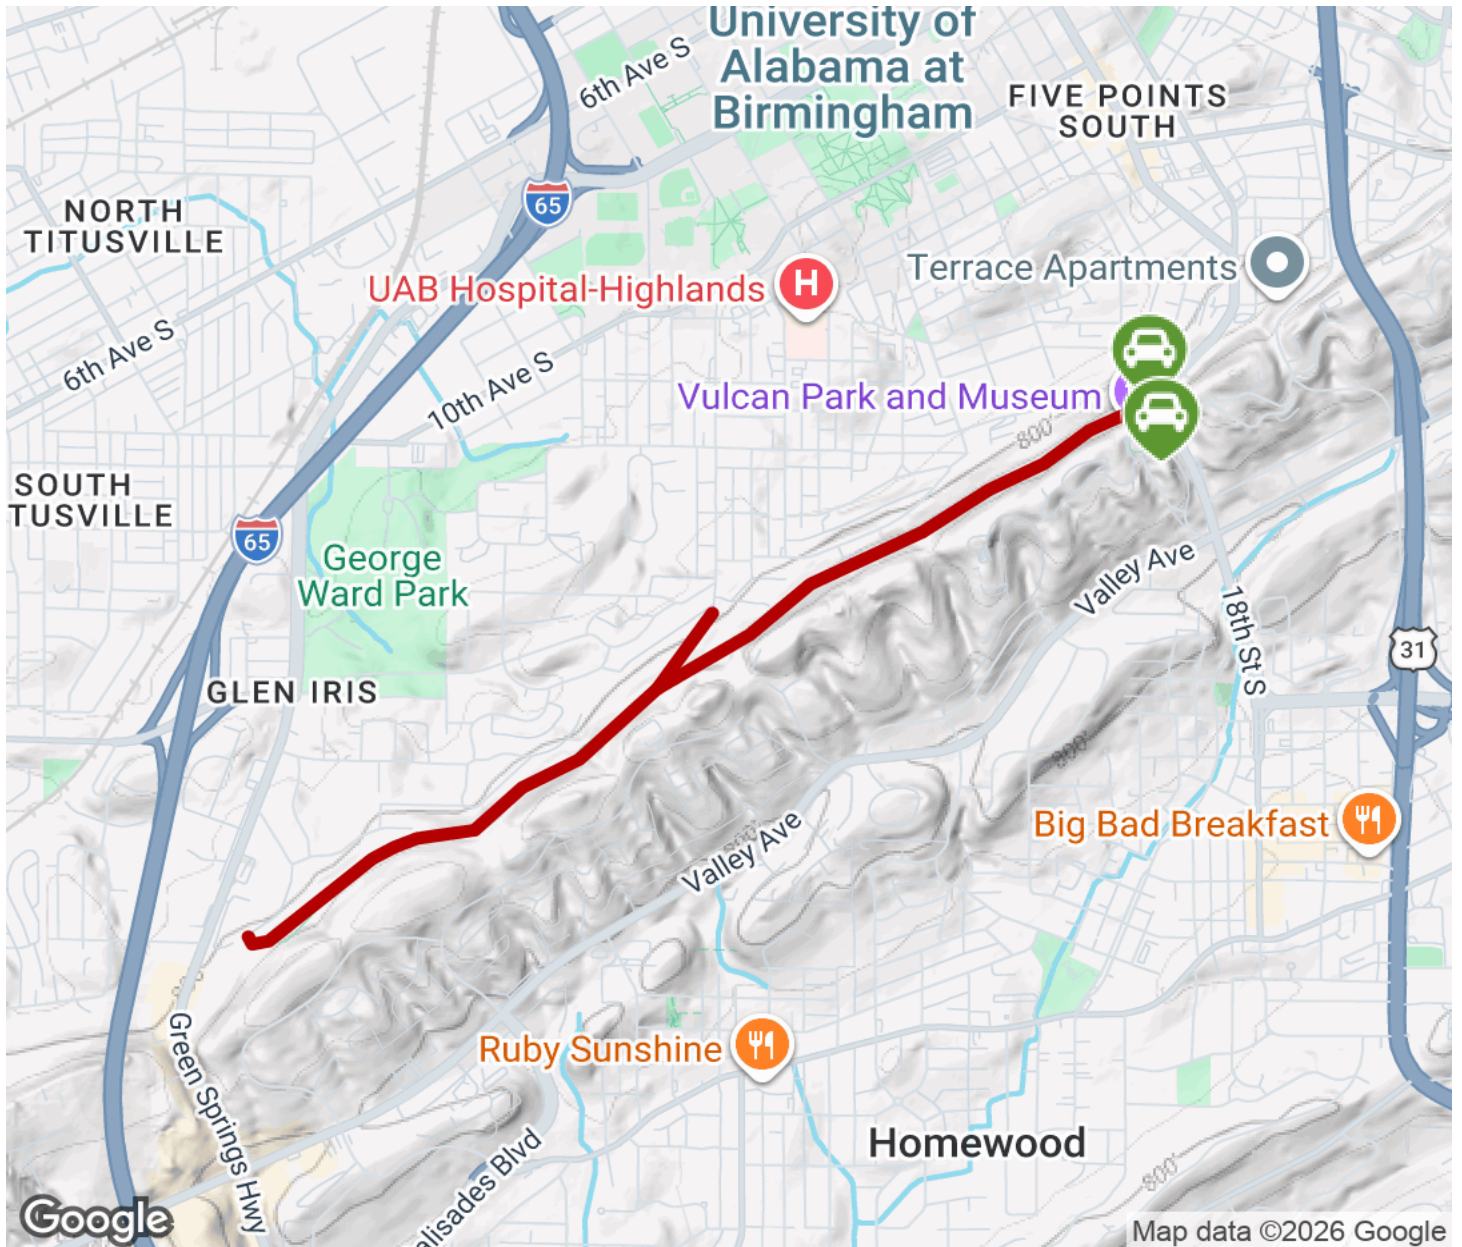 University of
Alabama at
Birmingham
6th Ave S
FIVE POINTS
SOUTH
65
NORTH
TITUSVILLE
UAB Hospital-Highlands
H
Terrace Apartments
6th Ave S
10th Ave S
Vulcan Park and Museum
800'
SOUTH
TUSVILLE
65
George
Ward Park
Valley Ave
18th St S
31
GLEN IRIS
800'
Big Bad Breakfast
800'
Valley Ave
Green Springs Hwy
Ruby Sunshine
alisades Blvd
Homewood
800'
Google
Map data ©2026 Google